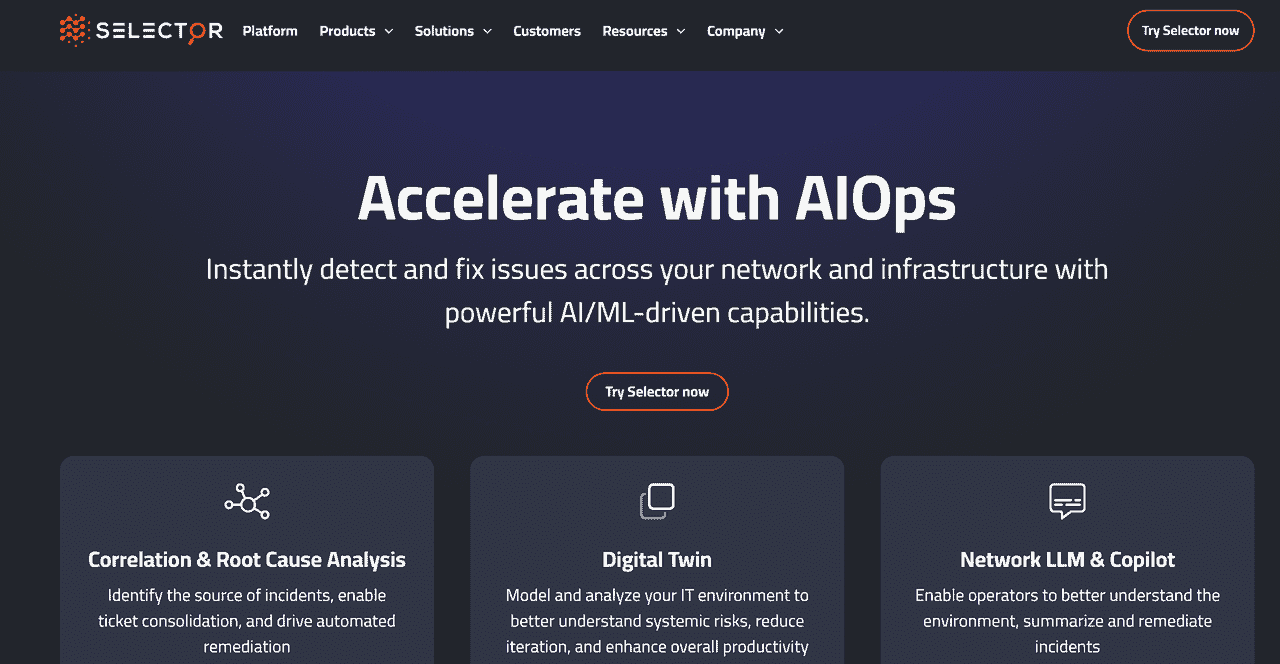 SELECTOR Platform Products Solutions Customers Resources Company Try Selector now
Accelerate with AIOps
Instantly detect and fix issues across your network and infrastructure with
powerful AI/ML-driven capabilities.
Try Selector now
Correlation & Root Cause Analysis
Identify the source of incidents, enable
ticket consolidation, and drive automated
remediation
Digital Twin
Model and analyze your IT environment to
better understand systemic risks, reduce
iteration, and enhance overall productivity
Network LLM & Copilot
Enable operators to better understand the
environment, summarize and remediate
incidents